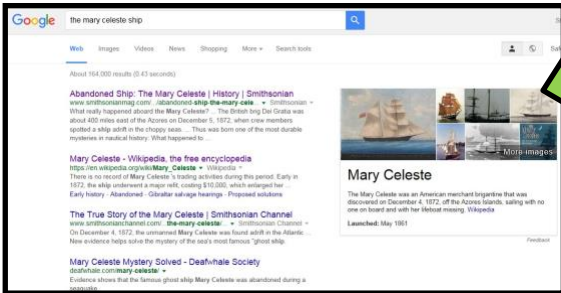 Google
the mary celeste ship
Web Images Videos News Shopping More Search tools
About 164,000 results (0.43 seconds)
Abandoned Ship: The Mary Celeste | History | Smithsonian
www.smithsonianmag.com/.../abandoned-ship-the-mary-cele... Smithsonian
What really happened aboard the Mary Celeste? ... The British brig Dei Gratia was
about 400 miles east of the Azores on December 5, 1872, when crew members
spotted a ship adrift in the choppy seas. ... Thus was born one of the most durable
mysteries in nautical history: What happened to ...
Mary Celeste - Wikipedia, the free encyclopedia
https://en.wikipedia.org/wiki/Mary_Celeste Wikipedia
There is no record of Mary Celeste's trading activities during this period. Early in
1872, the ship underwent a major refit, costing $10,000, which enlarged her ...
Early history - Abandoned - Gibraltar salvage hearings - Proposed solutions
The True Story of the Mary Celeste | Smithsonian Channel
www.smithsonianchannel.com/...the-mary-celeste/... Smithsonian Channel
On December 4, 1872, the unmanned Mary Celeste was found adrift in the Atlantic...
New evidence helps solve the mystery of the sea's most famous "ghost ship.
Mary Celeste Mystery Solved - Deafwhale Society
deafwhale.com/mary-celeste/
Evidence shows that the famous ghost ship Mary Celeste was abandoned during a
seaquake
More images
Mary Celeste
The Mary Celeste was an American merchant brigantine that was
discovered on December 4, 1872, off the Azores Islands, sailing with no
one on board and with her lifeboat missing. Wikipedia
Launched: May 1861
Feedback